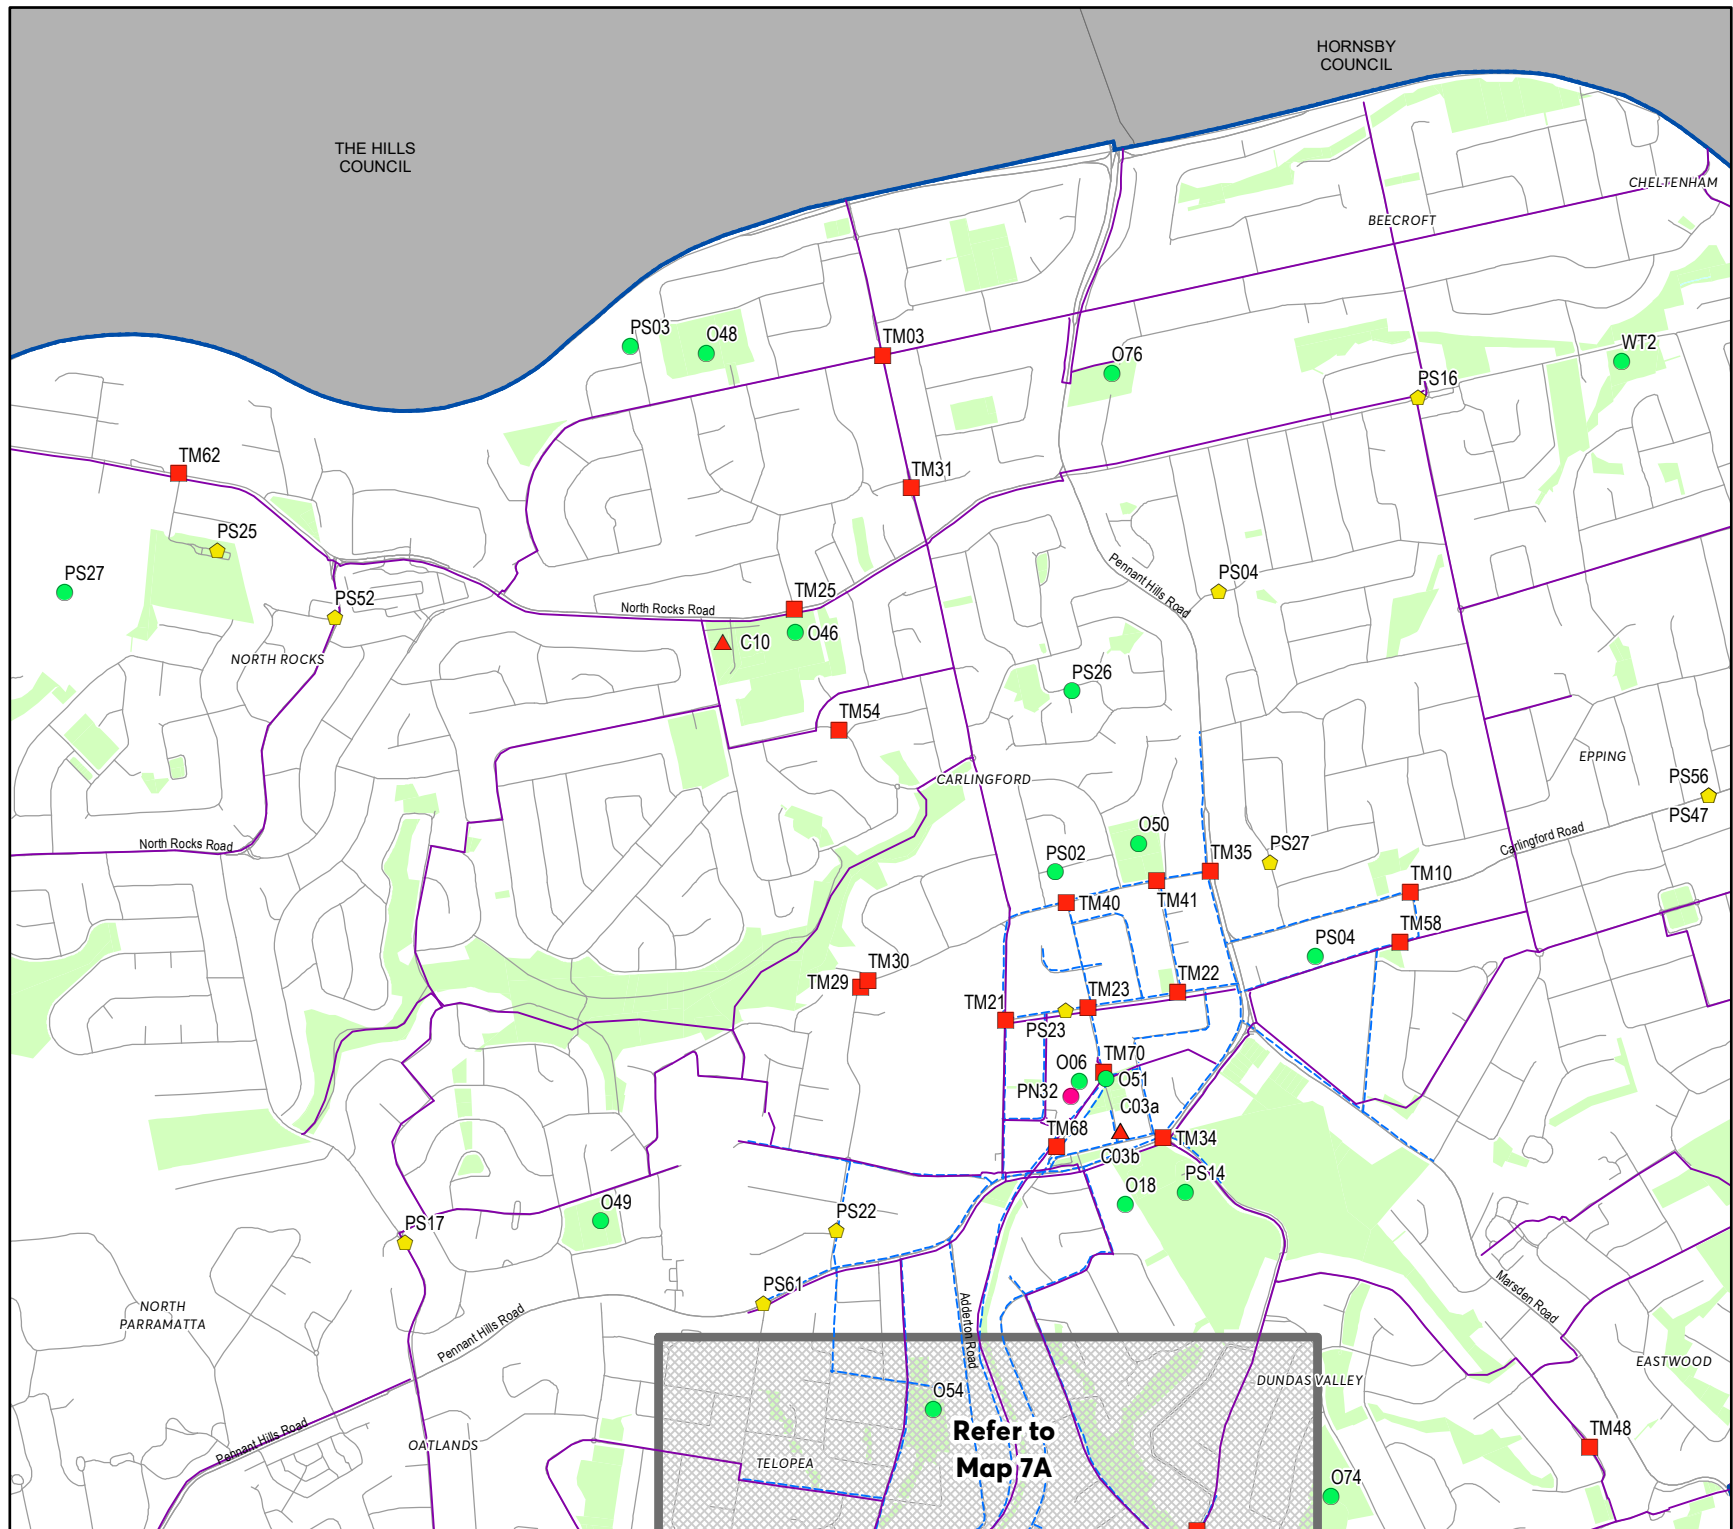 HORNSBY
COUNCIL
THE HILLS
COUNCIL
CHELTENHAM
BEECROFT
PS03
O48
TM03
O76
WT2
PS16
TM62
TM31
PS25
PS27
PS52
Pennant Hills Road
PS04
TM25
North Rocks Road
O46
C10
NORTH ROCKS
PS26
TM54
CARLINGFORD
EPPING
PS56
PS47
Carlingford Road
North Rocks Road
O50
PS02
TM35
PS27
TM10
TM40
TM41
TM58
PS04
TM30
TM29
TM22
TM23
TM21
PS23
TM70
O06
O51
PN32
C03a
TM68
TM34
C03b
PS14
O18
O49
PS17
PS22
PS61
NORTH
PARRAMATTA
Pennant Hills Road
Adderton Road
Marsden Road
EASTWOOD
DUNDAS VALLEY
O54
Refer to
Map 7A
Pennant Hills Road
OATLANDS
TELOPEA
TM48
O74